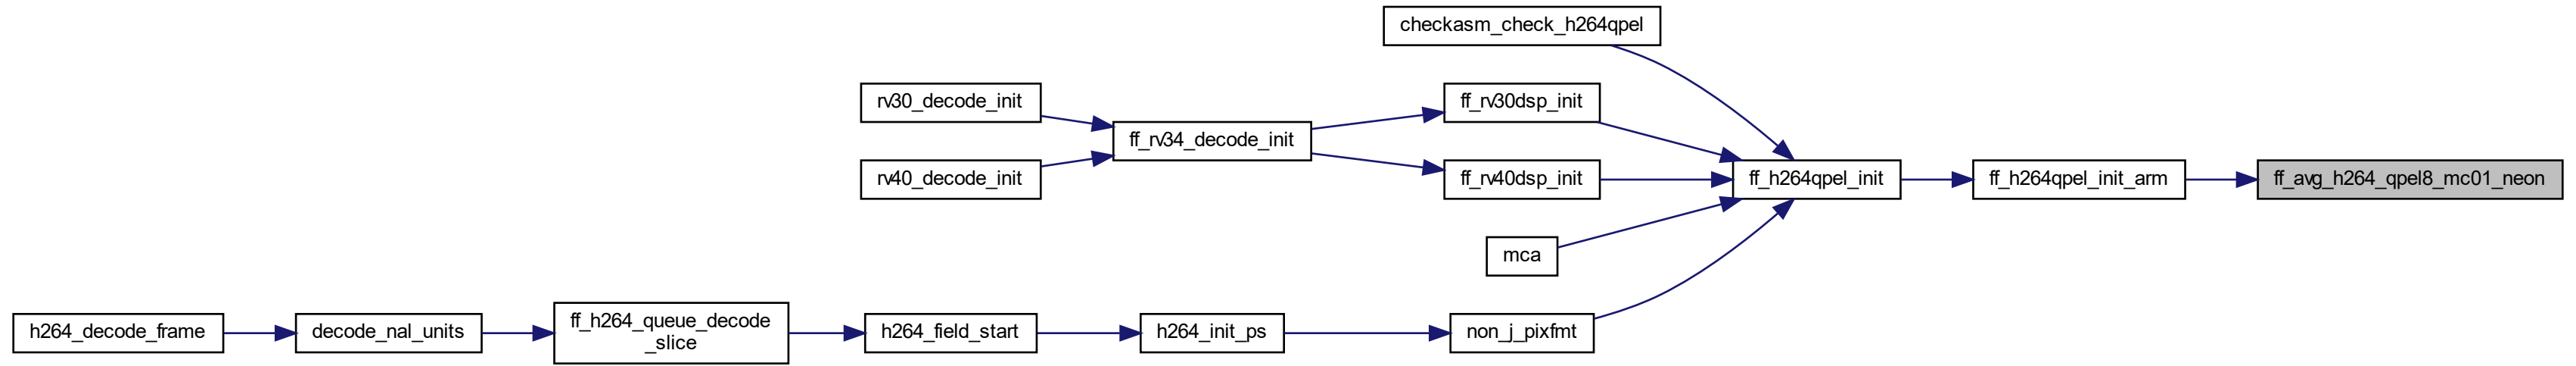 checkasm_check_h264qpel
rv30_decode_init
ff_rv30dsp_init
ff_rv34_decode_init
rv40_decode_init
ff_rv40dsp_init
ff_h264qpel_init
ff_h264qpel_init_arm
ff_avg_h264_qpel8_mc01_neon
mca
h264_decode_frame
decode_nal_units
ff_h264_queue_decode
_slice
h264_field_start
h264_init_ps
non_j_pixfmt